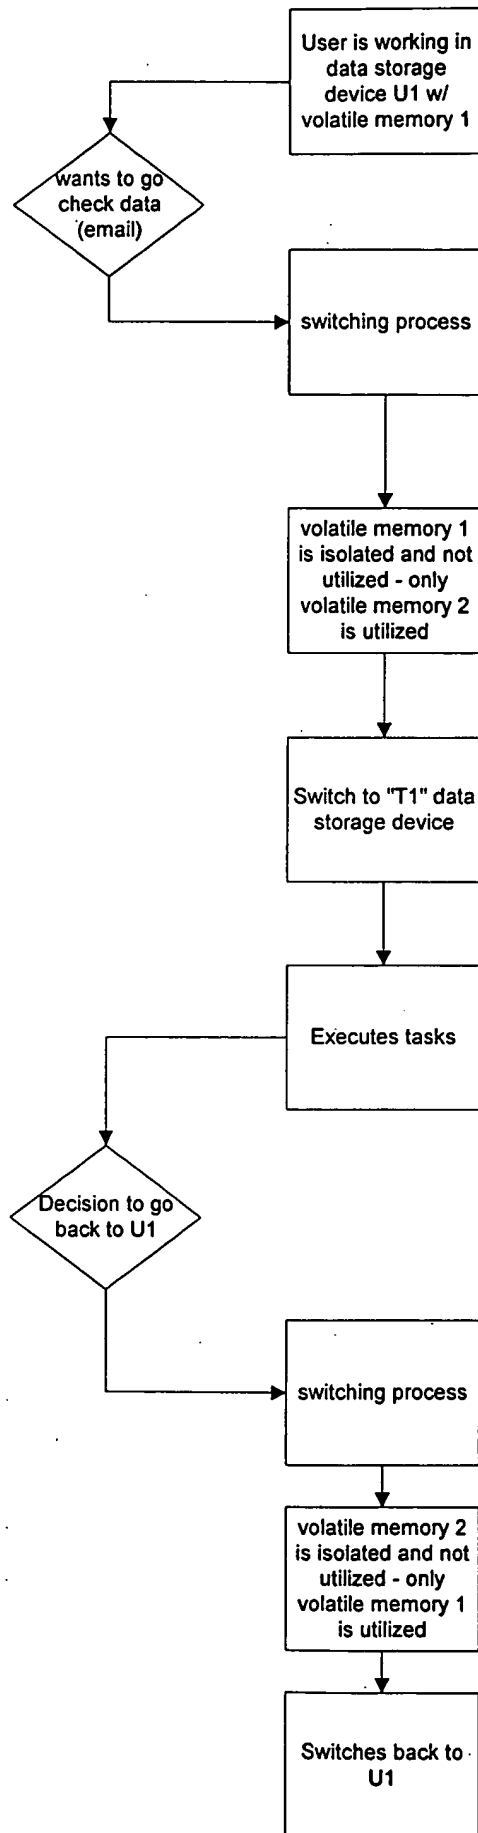 User is working in
data storage
device U1 w/
volatile memory 1
wants to go
check data
(email)
switching process
volatile memory 1
is isolated and not
utilized - only
volatile memory 2
is utilized
Switch to "T1" data
storage device
Executes tasks
Decision to go
back to U1
switching process
volatile memory 2
is isolated and not
utilized - only
volatile memory 1
is utilized
Switches back to
U1